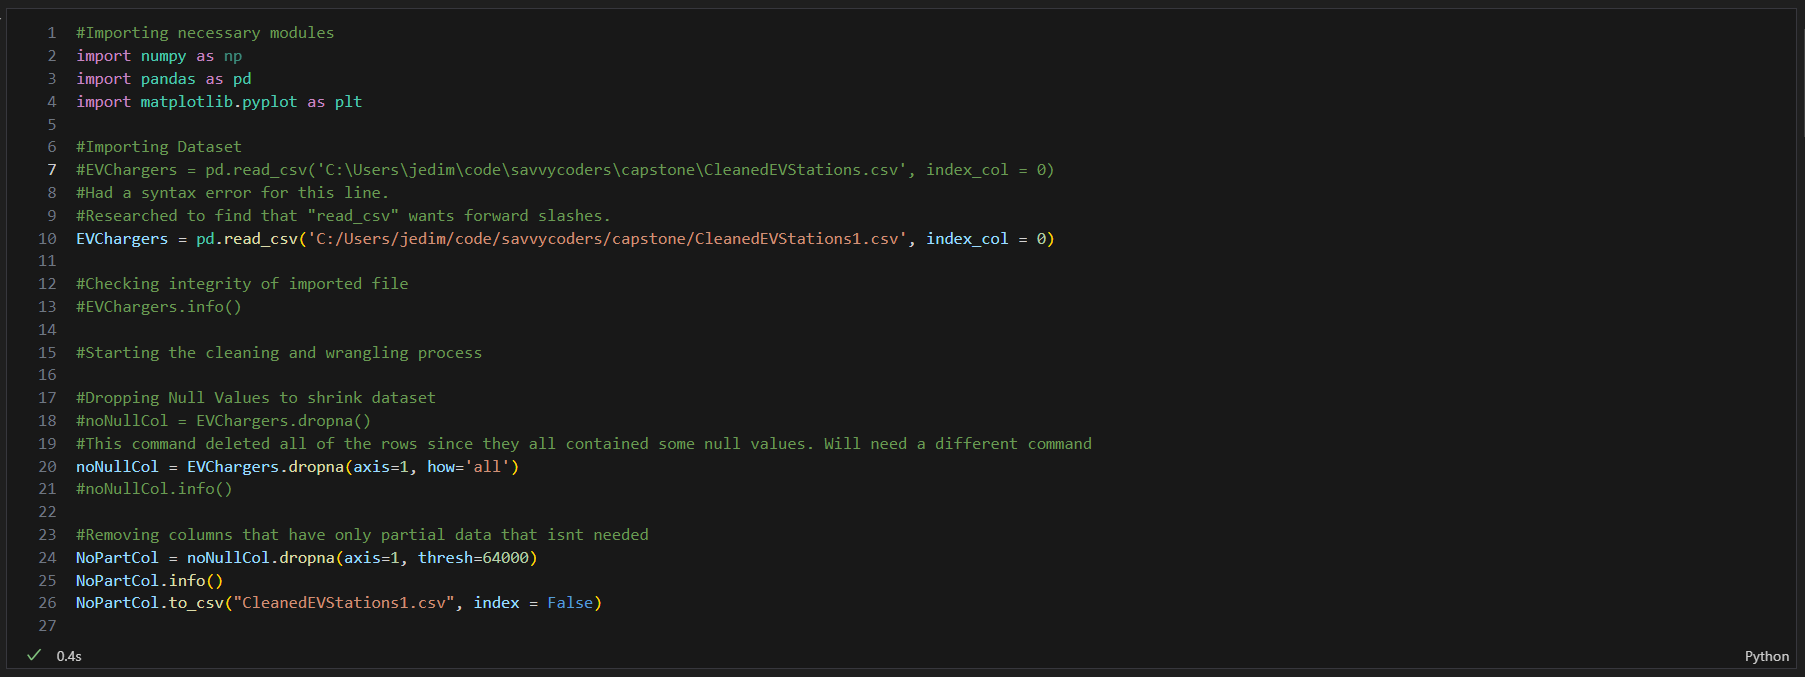 1 #Importing necessary modules
2 import numpy as np
3 import pandas as pd
4 import matplotlib.pyplot as plt
5
6 #Importing Dataset
7 #EVChargers = pd.read_csv('C:\Users\jedim\code\savvycoders\capstone\CleanedEVStations.csv', index_col = 0)
8 #Had a syntax error for this line.
9 #Researched to find that "read_csv" wants forward slashes.
10 EVChargers = pd.read_csv('C:/Users/jedim/code/savvycoders/capstone/CleanedEVStations1.csv', index_col = 0)
11
12 #Checking integrity of imported file
13 #EVChargers.info()
14
15 #Starting the cleaning and wrangling process
16
17 #Dropping Null Values to shrink dataset
18 #noNullCol = EVChargers.dropna()
19 #This command deleted all of the rows since they all contained some null values. Will need a different command
20 noNullCol = EVChargers.dropna(axis=1, how='all')
21 #noNullCol.info()
22
23 #Removing columns that have only partial data that isnt needed
24 NoPartCol = noNullCol.dropna(axis=1, thresh=64000)
25 NoPartCol.info()
26 NoPartCol.to_csv("CleanedEVStations1.csv", index = False)
27
✓ 0.4s
Python